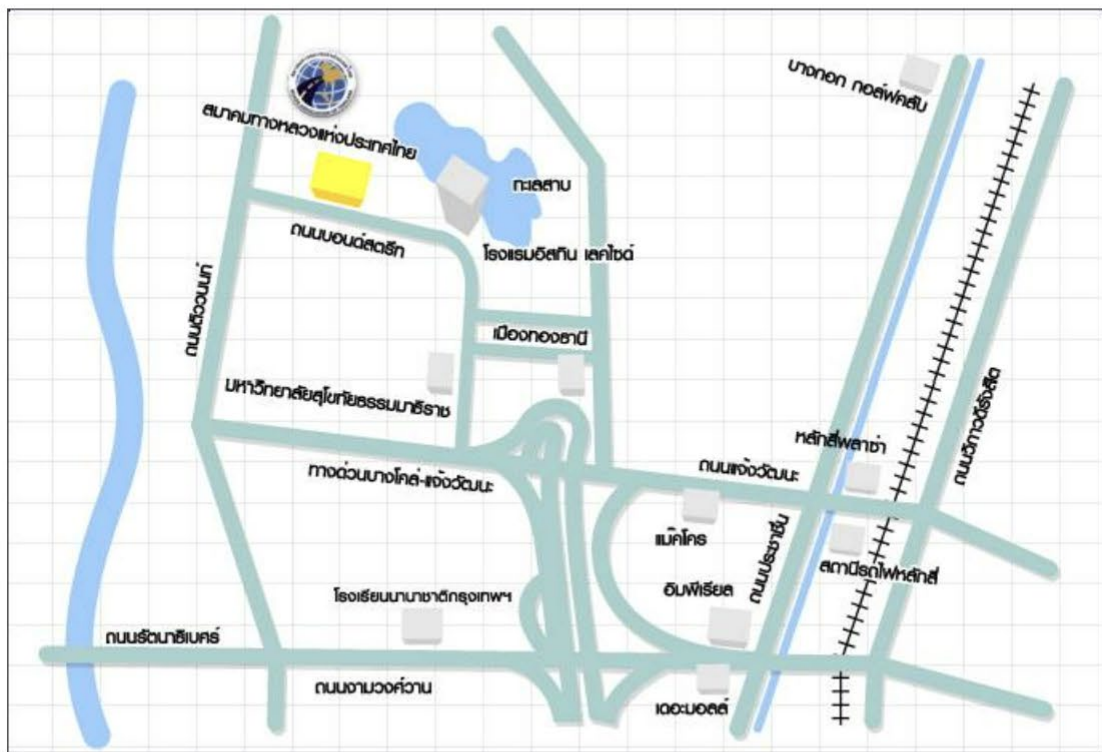 บางกอก กอล์ฟคลับ
สมาคมทางหลวงแห่งประเทศไทย
ทะเลสาบ
ถนนบอนด์สตรีท
โรงแรมอิสติน เลคไซด์
ถนนติวานนท์
เมืองทองธานี
มหาวิทยาลัยสุโขทัยธรรมมาธิราช
ถนนวิภาวดีรังสิต
หลักสี่พลาซ่า
ถนนแจ้งวัฒนะ
ทางด่วนบางโคล่-แจ้งวัฒนะ
แม๊คโคร
ถนนประชาชื่น
สถานีรถไฟหลักสี่
อิมพีเรียล
โรงเรียนนานาชาติกรุงเทพฯ
ถนนรัตนาธิเบศร์
ถนนงามวงศ์วาน
เดอะมอลล์